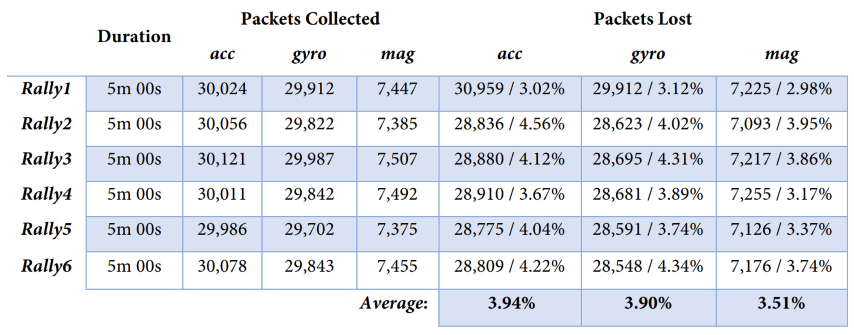 Packets Collected Packets Lost
Duration
acc gyro mag acc gyro mag
Rally1 5m 00s 30,024 29,912 7,447 30,959 / 3.02% 29,912 / 3.12% 7,225 / 2.98%
Rally2 5m 00s 30,056 29,822 7,385 28,836 / 4.56% 28,623 / 4.02% 7,093 / 3.95%
Rally3 5m 00s 30,121 29,987 7,507 28,880 / 4.12% 28,695 / 4.31% 7,217 / 3.86%
Rally4 5m 00s 30,011 29,842 7,492 28,910 / 3.67% 28,681 / 3.89% 7,255 / 3.17%
Rally5 5m 00s 29,986 29,702 7,375 28,775 / 4.04% 28,591 / 3.74% 7,126 / 3.37%
Rally6 5m 00s 30,078 29,843 7,455 28,809 / 4.22% 28,548 / 4.34% 7,176 / 3.74%
Average: 3.94% 3.90% 3.51%